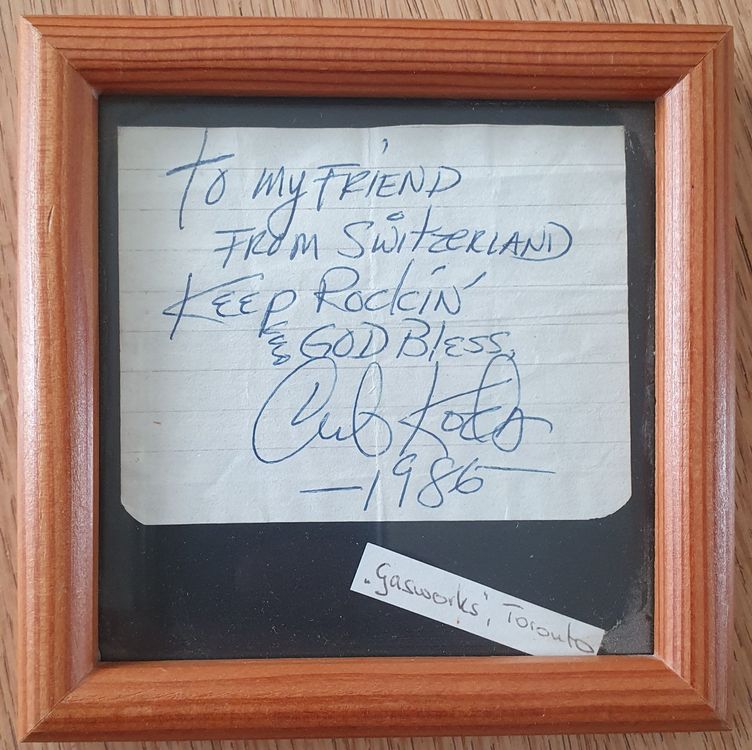 To My FRiEND
FROM SWiTZERLAND
KEEP ROCKiN'
& GOD BLESS,
Cub Koda
—1986—
„Gasworks', Toronto